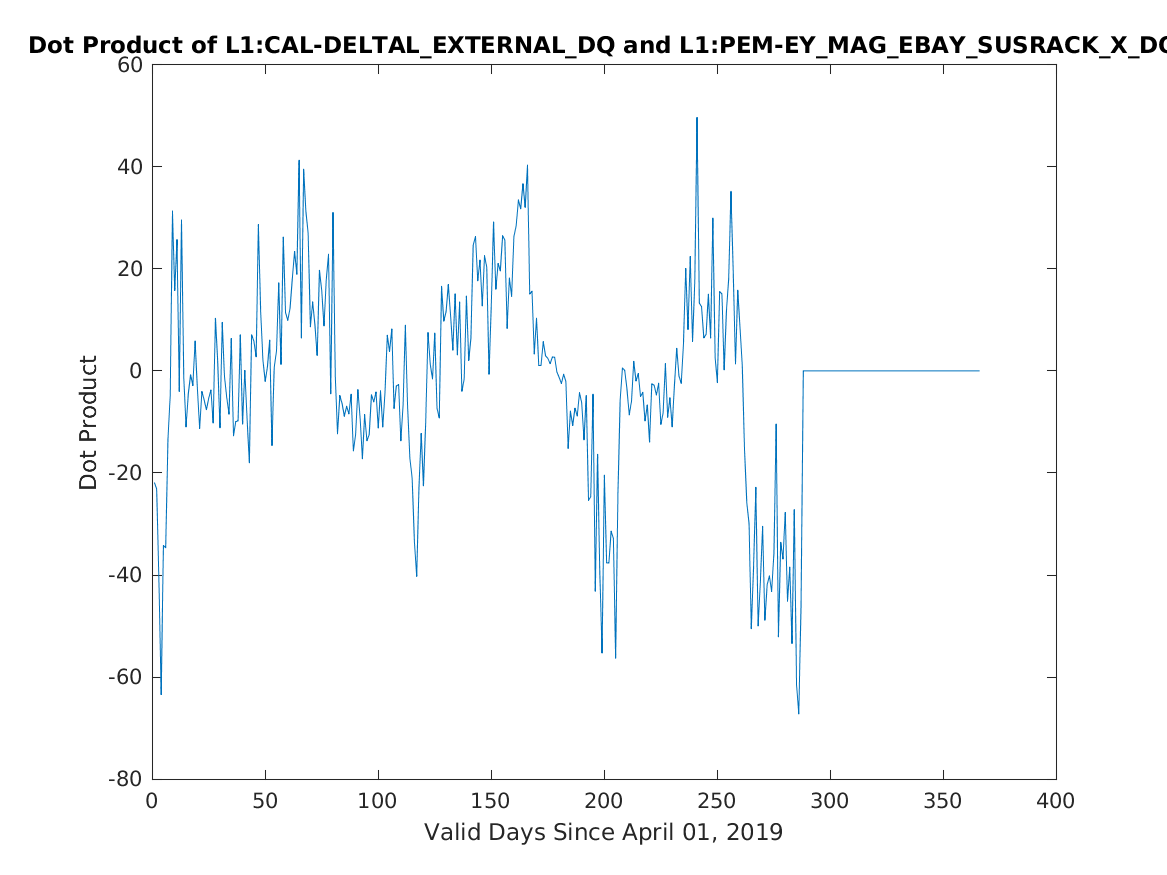 Dot Product of L1:CAL-DELTAL_EXTERNAL_DQ and L1:PEM-EY_MAG_EBAY_SUSRACK_X_DQ
60
40
20
0
-20
-40
-60
-80
Dot Product
0 50 100 150 200 250 300 350 400
Valid Days Since April 01, 2019